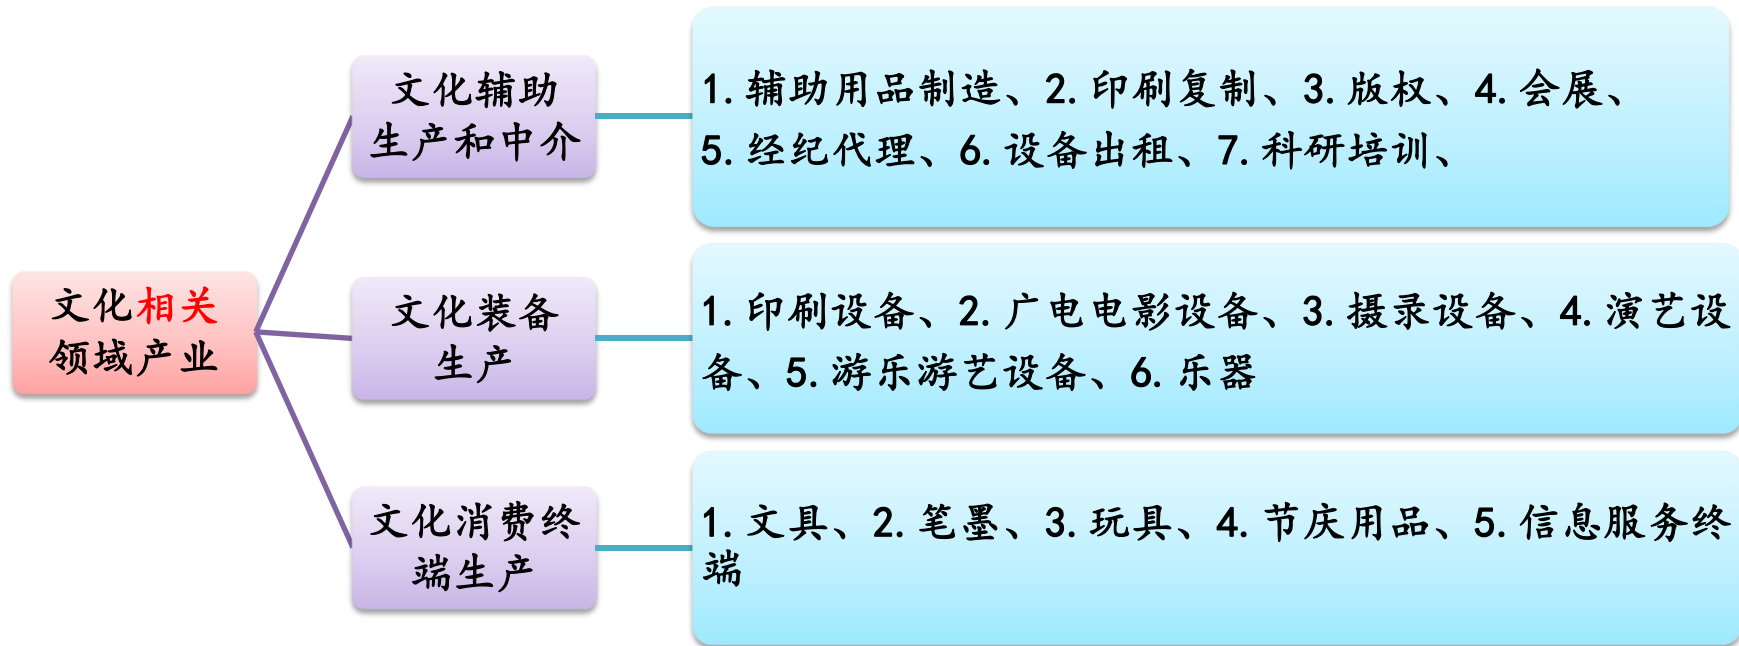 文化相关
领域产业
文化辅助
生产和中介
1.辅助用品制造、2.印刷复制、3.版权、4.会展、
5.经纪代理、6.设备出租、7.科研培训、
文化装备
生产
1.印刷设备、2.广电电影设备、3.摄录设备、4.演艺设
备、5.游乐游艺设备、6.乐器
文化消费终
端生产
1.文具、2.笔墨、3.玩具、4.节庆用品、5.信息服务终
端